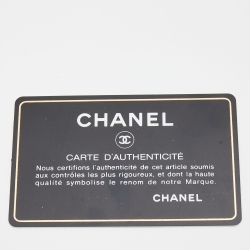 CHANEL
CARTE D'AUTHENTICITÉ
Nous certifions l'authenticité de cet article soumis
aux contrôles les plus rigoureux, et dont la haute
qualité symbolise le renom de notre Marque.
CHANEL